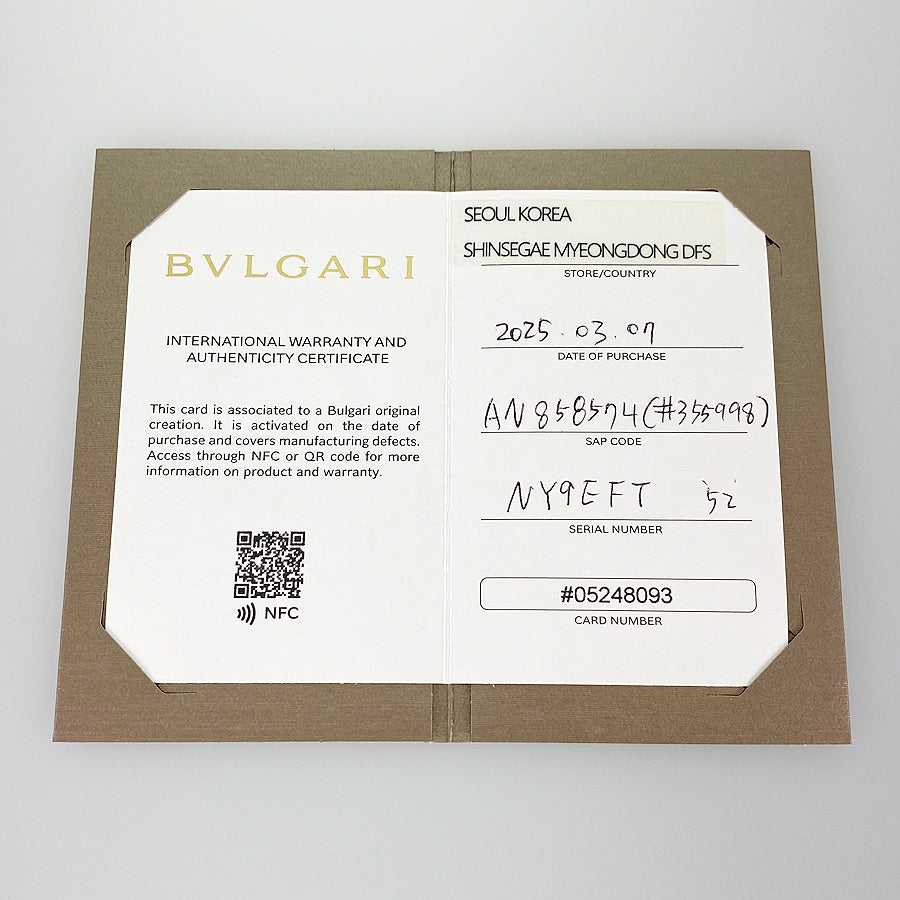 BVLGARI
INTERNATIONAL WARRANTY AND
AUTHENTICITY CERTIFICATE
This card is associated to a Bulgari original
creation. It is activated on the date of
purchase and covers manufacturing defects.
Access through NFC or QR code for more
information on product and warranty.
NFC
SEOUL KOREA
SHINSEGAE MYEONGDONG DFS
STORE/COUNTRY
2025.03.07
DATE OF PURCHASE
AN858574(#355998)
SAP CODE
NY9EFT 52
SERIAL NUMBER
#05248093
CARD NUMBER